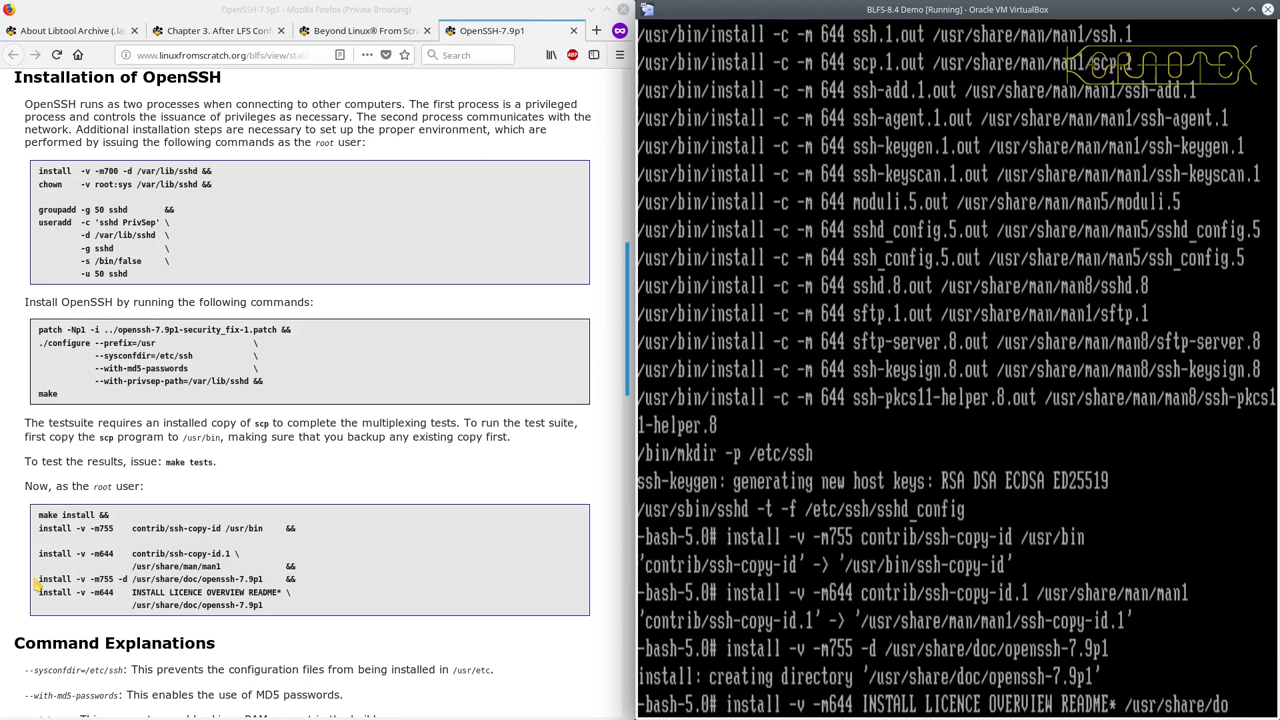 OpenSSH-7.9p1 - Mozilla Firefox (Private Browsing)
About Libtool Archive (.la
Chapter 3. After LFS Conf
Beyond Linux® From Scra
OpenSSH-7.9p1
www.linuxfromscratch.org/blfs/view/stab
Search
Installation of OpenSSH
OpenSSH runs as two processes when connecting to other computers. The first process is a privileged
process and controls the issuance of privileges as necessary. The second process communicates with the
network. Additional installation steps are necessary to set up the proper environment, which are
performed by issuing the following commands as the root user:
install -v -m700 -d /var/lib/sshd &&
chown -v root:sys /var/lib/sshd &&
groupadd -g 50 sshd &&
useradd -c 'sshd PrivSep' \
-d /var/lib/sshd \
-g sshd \
-s /bin/false \
-u 50 sshd
Install OpenSSH by running the following commands:
patch -Np1 -i ../openssh-7.9p1-security_fix-1.patch &&
./configure --prefix=/usr \
--sysconfdir=/etc/ssh \
--with-md5-passwords \
--with-privsep-path=/var/lib/sshd &&
make
The testsuite requires an installed copy of scp to complete the multiplexing tests. To run the test suite,
first copy the scp program to /usr/bin, making sure that you backup any existing copy first.
To test the results, issue: make tests.
Now, as the root user:
make install &&
install -v -m755 contrib/ssh-copy-id /usr/bin &&
install -v -m644 contrib/ssh-copy-id.1 \
/usr/share/man/man1 &&
install -v -m755 -d /usr/share/doc/openssh-7.9p1 &&
install -v -m644 INSTALL LICENCE OVERVIEW README* \
/usr/share/doc/openssh-7.9p1
Command Explanations
--sysconfdir=/etc/ssh: This prevents the configuration files from being installed in /usr/etc.
--with-md5-passwords: This enables the use of MD5 passwords.
BLFS-8.4 Demo [Running] - Oracle VM VirtualBox
KERNOTEX
/usr/bin/install -c -m 644 ssh.1.out /usr/share/man/man1/ssh.1
/usr/bin/install -c -m 644 scp.1.out /usr/share/man/man1/scp.1
/usr/bin/install -c -m 644 ssh-add.1.out /usr/share/man/man1/ssh-add.1
/usr/bin/install -c -m 644 ssh-agent.1.out /usr/share/man/man1/ssh-agent.1
/usr/bin/install -c -m 644 ssh-keygen.1.out /usr/share/man/man1/ssh-keygen.1
/usr/bin/install -c -m 644 ssh-keyscan.1.out /usr/share/man/man1/ssh-keyscan.1
/usr/bin/install -c -m 644 moduli.5.out /usr/share/man/man5/moduli.5
/usr/bin/install -c -m 644 sshd_config.5.out /usr/share/man/man5/sshd_config.5
/usr/bin/install -c -m 644 ssh_config.5.out /usr/share/man/man5/ssh_config.5
/usr/bin/install -c -m 644 sshd.8.out /usr/share/man/man8/sshd.8
/usr/bin/install -c -m 644 sftp.1.out /usr/share/man/man1/sftp.1
/usr/bin/install -c -m 644 sftp-server.8.out /usr/share/man/man8/sftp-server.8
/usr/bin/install -c -m 644 ssh-keysign.8.out /usr/share/man/man8/ssh-keysign.8
/usr/bin/install -c -m 644 ssh-pkcs11-helper.8.out /usr/share/man/man8/ssh-pkcs1
1-helper.8
/bin/mkdir -p /etc/ssh
ssh-keygen: generating new host keys: RSA DSA ECDSA ED25519
/usr/sbin/sshd -t -f /etc/ssh/sshd_config
-bash-5.0# install -v -m755 contrib/ssh-copy-id /usr/bin
'contrib/ssh-copy-id' -> '/usr/bin/ssh-copy-id'
-bash-5.0# install -v -m644 contrib/ssh-copy-id.1 /usr/share/man/man1
'contrib/ssh-copy-id.1' -> '/usr/share/man/man1/ssh-copy-id.1'
-bash-5.0# install -v -m755 -d /usr/share/doc/openssh-7.9p1
install: creating directory '/usr/share/doc/openssh-7.9p1'
-bash-5.0# install -v -m644 INSTALL LICENCE OVERVIEW README* /usr/share/do